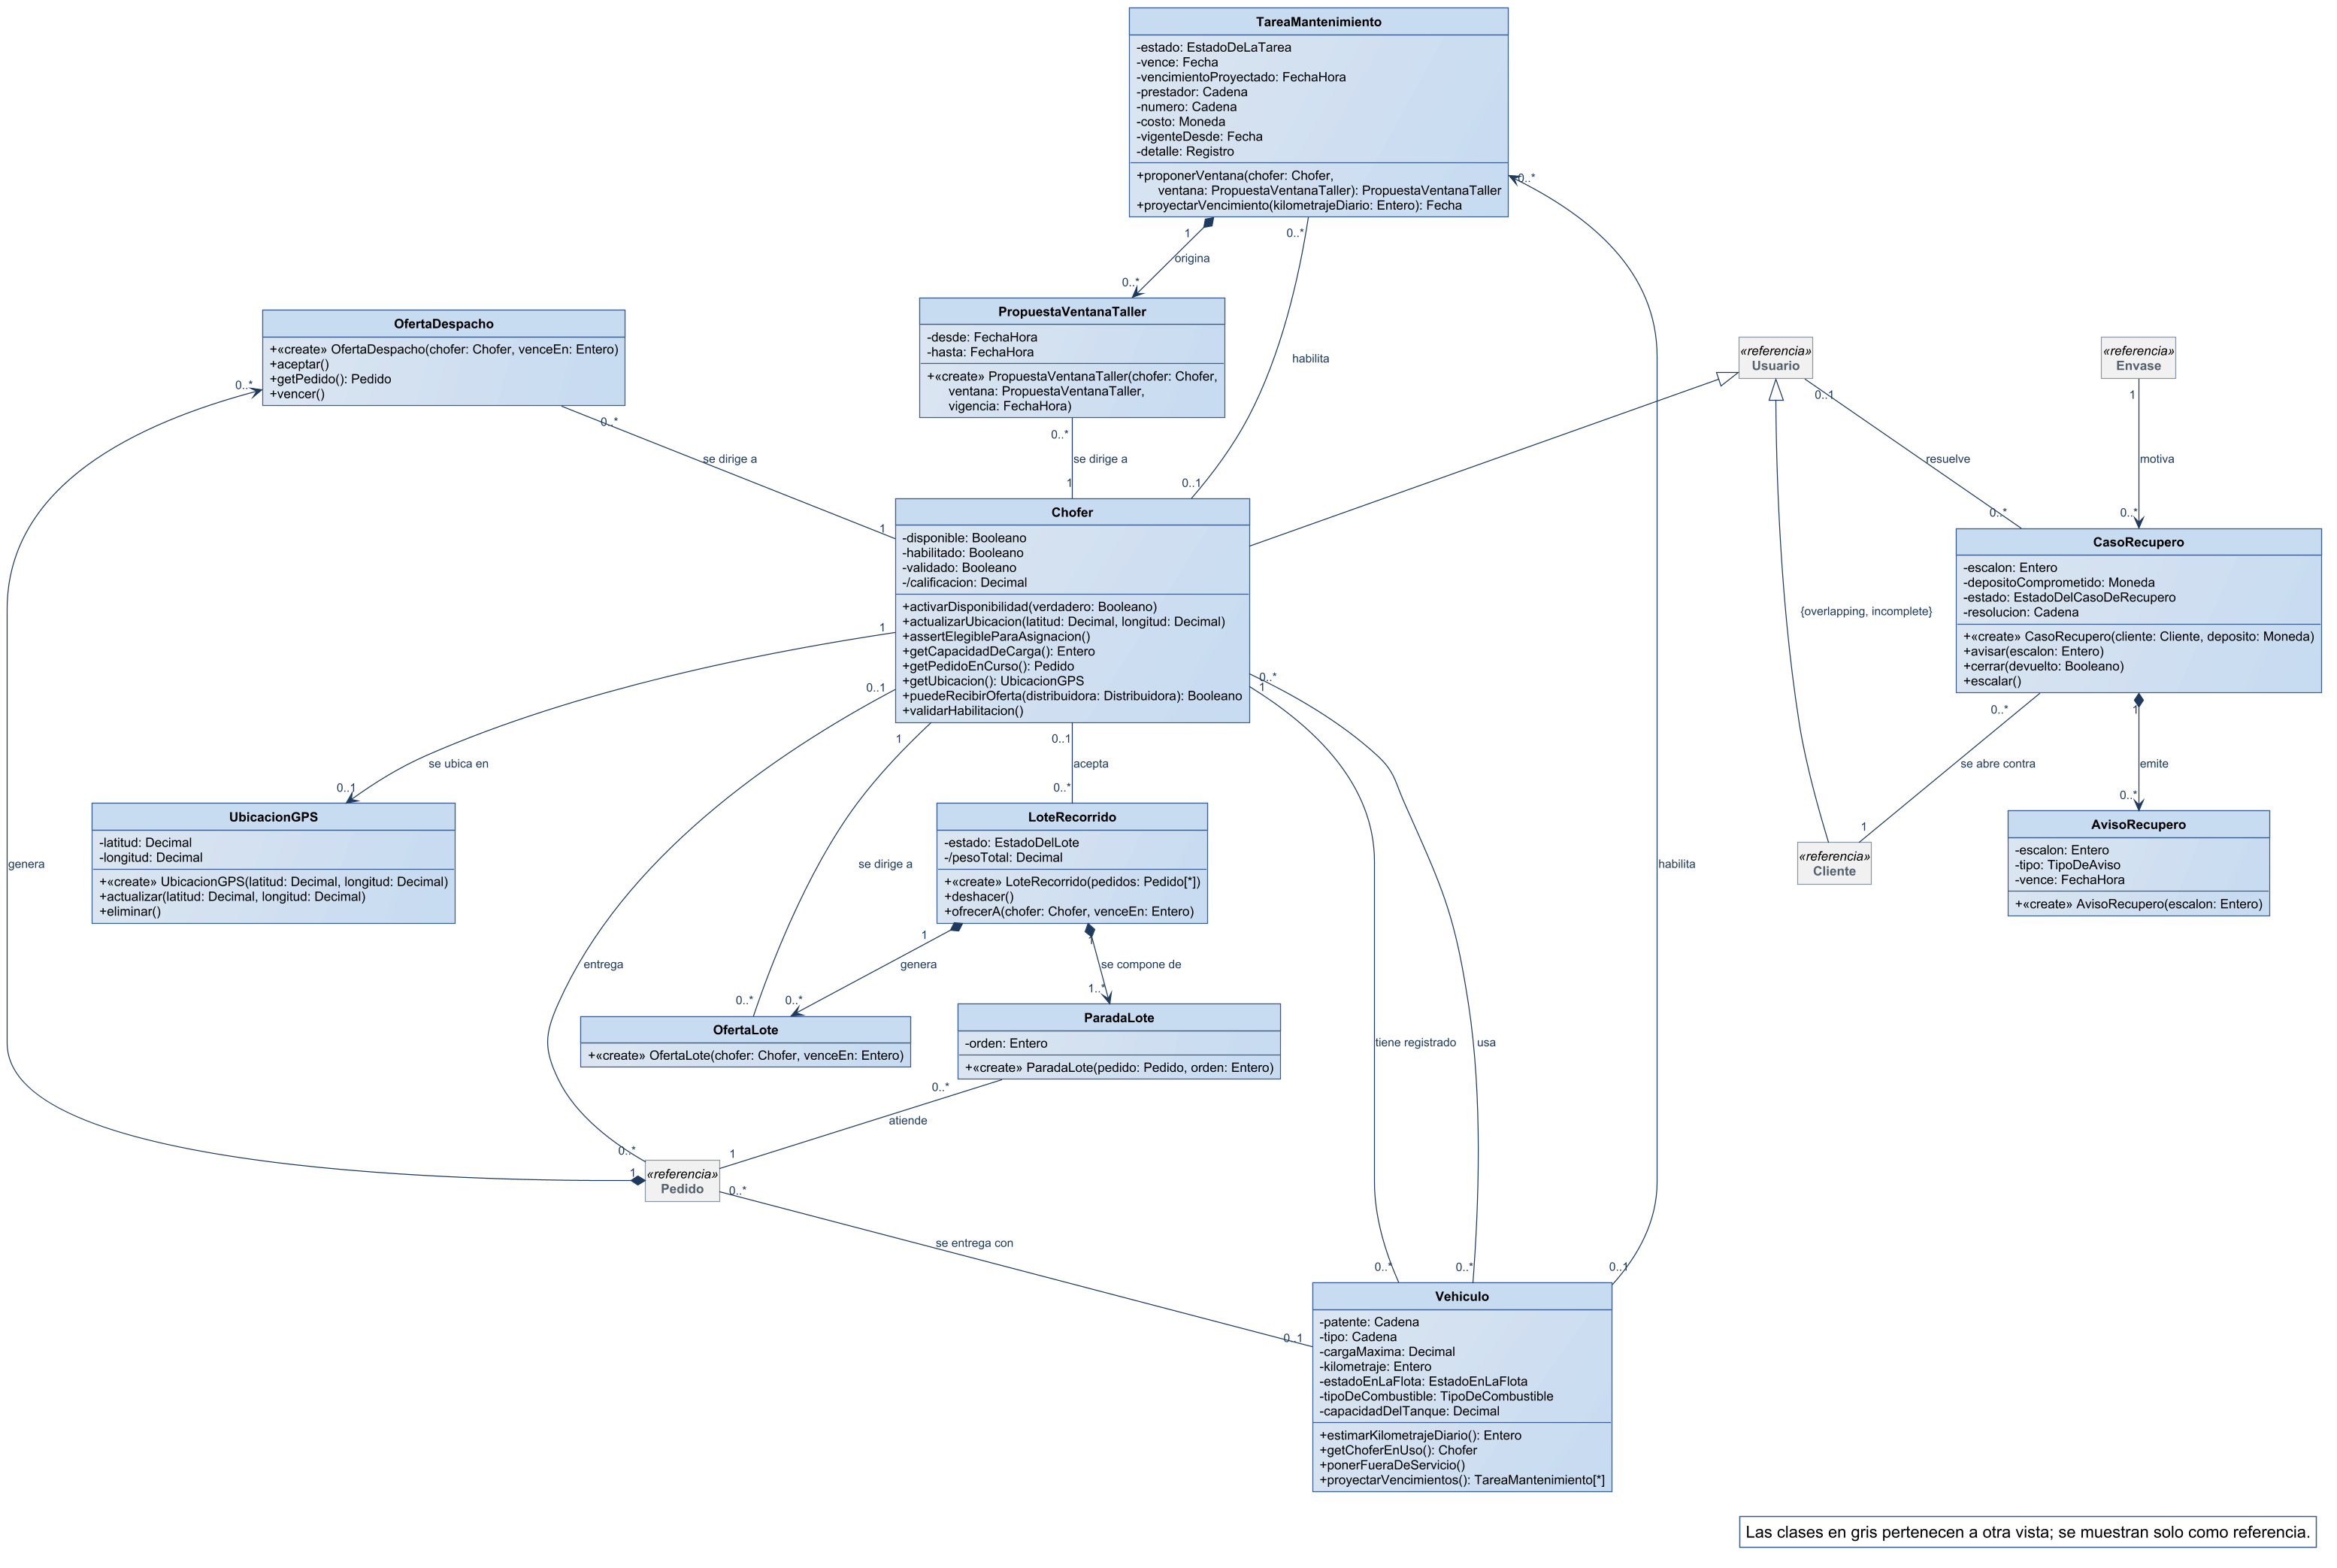 TareaMantenimiento
-estado: EstadoDeLaTarea
-vence: Fecha
-vencimientoProyectado: FechaHora
-prestador: Cadena
-numero: Cadena
-costo: Moneda
-vigenteDesde: Fecha
-detalle: Registro
+proponerVentana(chofer: Chofer,
ventana: PropuestaVentanaTaller): PropuestaVentanaTaller
+proyectarVencimiento(kilometrajeDiario: Entero): Fecha
0..*
1
0..*
origina
0..*
habilita
PropuestaVentanaTaller
-desde: FechaHora
-hasta: FechaHora
+«create» PropuestaVentanaTaller(chofer: Chofer,
ventana: PropuestaVentanaTaller,
vigencia: FechaHora)
OfertaDespacho
+«create» OfertaDespacho(chofer: Chofer, venceEn: Entero)
+aceptar()
+getPedido(): Pedido
+vencer()
0..*
0..*
se dirige a
1
0..*
se dirige a
1
0..1
«referencia»
Usuario
0..1
resuelve
0..*
«referencia»
Envase
1
motiva
0..*
Chofer
-disponible: Booleano
-habilitado: Booleano
-validado: Booleano
-/calificacion: Decimal
+activarDisponibilidad(verdadero: Booleano)
+actualizarUbicacion(latitud: Decimal, longitud: Decimal)
+assertElegibleParaAsignacion()
+getCapacidadDeCarga(): Entero
+getPedidoEnCurso(): Pedido
+getUbicacion(): UbicacionGPS
+puedeRecibirOferta(distribuidora: Distribuidora): Booleano
+validarHabilitacion()
{overlapping, incomplete}
CasoRecupero
-escalon: Entero
-depositoComprometido: Moneda
-estado: EstadoDelCasoDeRecupero
-resolucion: Cadena
+«create» CasoRecupero(cliente: Cliente, deposito: Moneda)
+avisar(escalon: Entero)
+cerrar(devuelto: Booleano)
+escalar()
1
0..1
1
0..1
0..*
1
0..*
1
se ubica en
0..1
acepta
0..*
se abre contra
1
emite
0..*
UbicacionGPS
-latitud: Decimal
-longitud: Decimal
+«create» UbicacionGPS(latitud: Decimal, longitud: Decimal)
+actualizar(latitud: Decimal, longitud: Decimal)
+eliminar()
genera
se dirige a
LoteRecorrido
-estado: EstadoDelLote
-/pesoTotal: Decimal
+«create» LoteRecorrido(pedidos: Pedido[*])
+deshacer()
+ofrecerA(chofer: Chofer, venceEn: Entero)
habilita
«referencia»
Cliente
AvisoRecupero
-escalon: Entero
-tipo: TipoDeAviso
-vence: FechaHora
+«create» AvisoRecupero(escalon: Entero)
1
1
entrega
genera
se compone de
0..*
0..*
1..*
OfertaLote
+«create» OfertaLote(chofer: Chofer, venceEn: Entero)
ParadaLote
-orden: Entero
+«create» ParadaLote(pedido: Pedido, orden: Entero)
tiene registrado
usa
0..*
atiende
0..*
1
1
«referencia»
Pedido
0..*
se entrega con
0..1
0..*
0..*
0..1
Vehiculo
-patente: Cadena
-tipo: Cadena
-cargaMaxima: Decimal
-kilometraje: Entero
-estadoEnLaFlota: EstadoEnLaFlota
-tipoDeCombustible: TipoDeCombustible
-capacidadDelTanque: Decimal
+estimarKilometrajeDiario(): Entero
+getChoferEnUso(): Chofer
+ponerFueraDeServicio()
+proyectarVencimientos(): TareaMantenimiento[*]
Las clases en gris pertenecen a otra vista; se muestran solo como referencia.